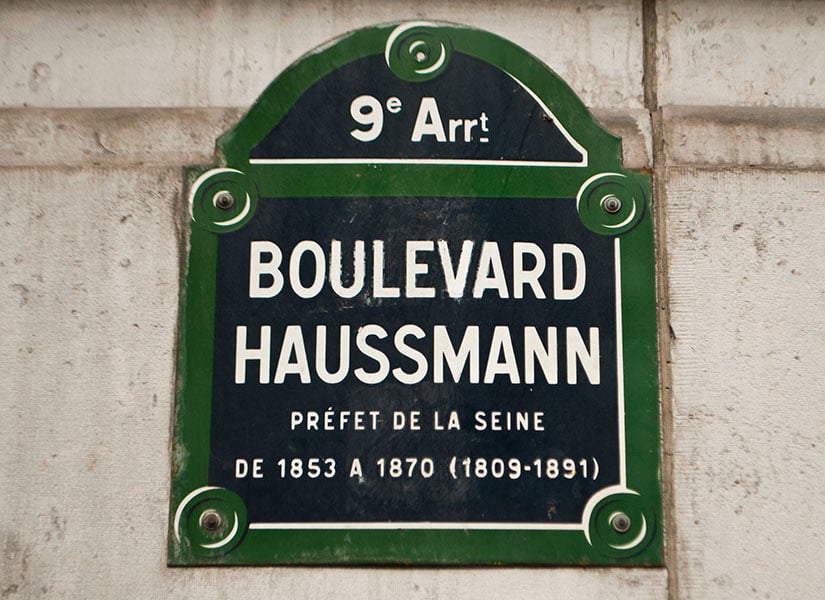 9e Arrt
BOULEVARD
HAUSSMANN
PRÉFET DE LA SEINE
DE 1853 A 1870 (1809-1891)